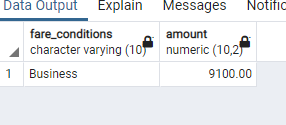 Data Output Explain Messages Notific
fare_conditions amount
character varying (10) numeric (10,2)
1 Business 9100.00